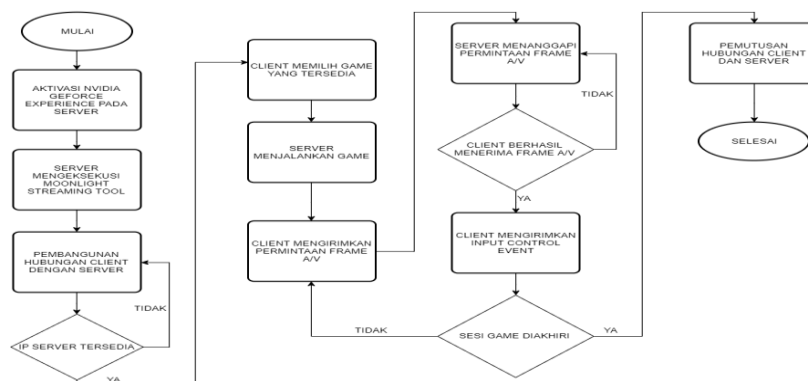 MULAI
AKTIVASI NVIDIA
GEFORCE
EXPERIENCE PADA
SERVER
SERVER
MENGEKSEKUSI
MOONLIGHT
STREAMING TOOL
PEMBANGUNAN
HUBUNGAN CLIENT
DENGAN SERVER
TIDAK
IP SERVER TERSEDIA
YA
CLIENT MEMILIH GAME
YANG TERSEDIA
SERVER
MENJALANKAN GAME
CLIENT MENGIRIMKAN
PERMINTAAN FRAME
A/V
SERVER MENANGGAPI
PERMINTAAN FRAME
A/V
TIDAK
CLIENT BERHASIL
MENERIMA FRAME A/V
YA
CLIENT MENGIRIMKAN
INPUT CONTROL
EVENT
TIDAK
SESI GAME DIAKHIRI
YA
PEMUTUSAN
HUBUNGAN CLIENT
DAN SERVER
SELESAI